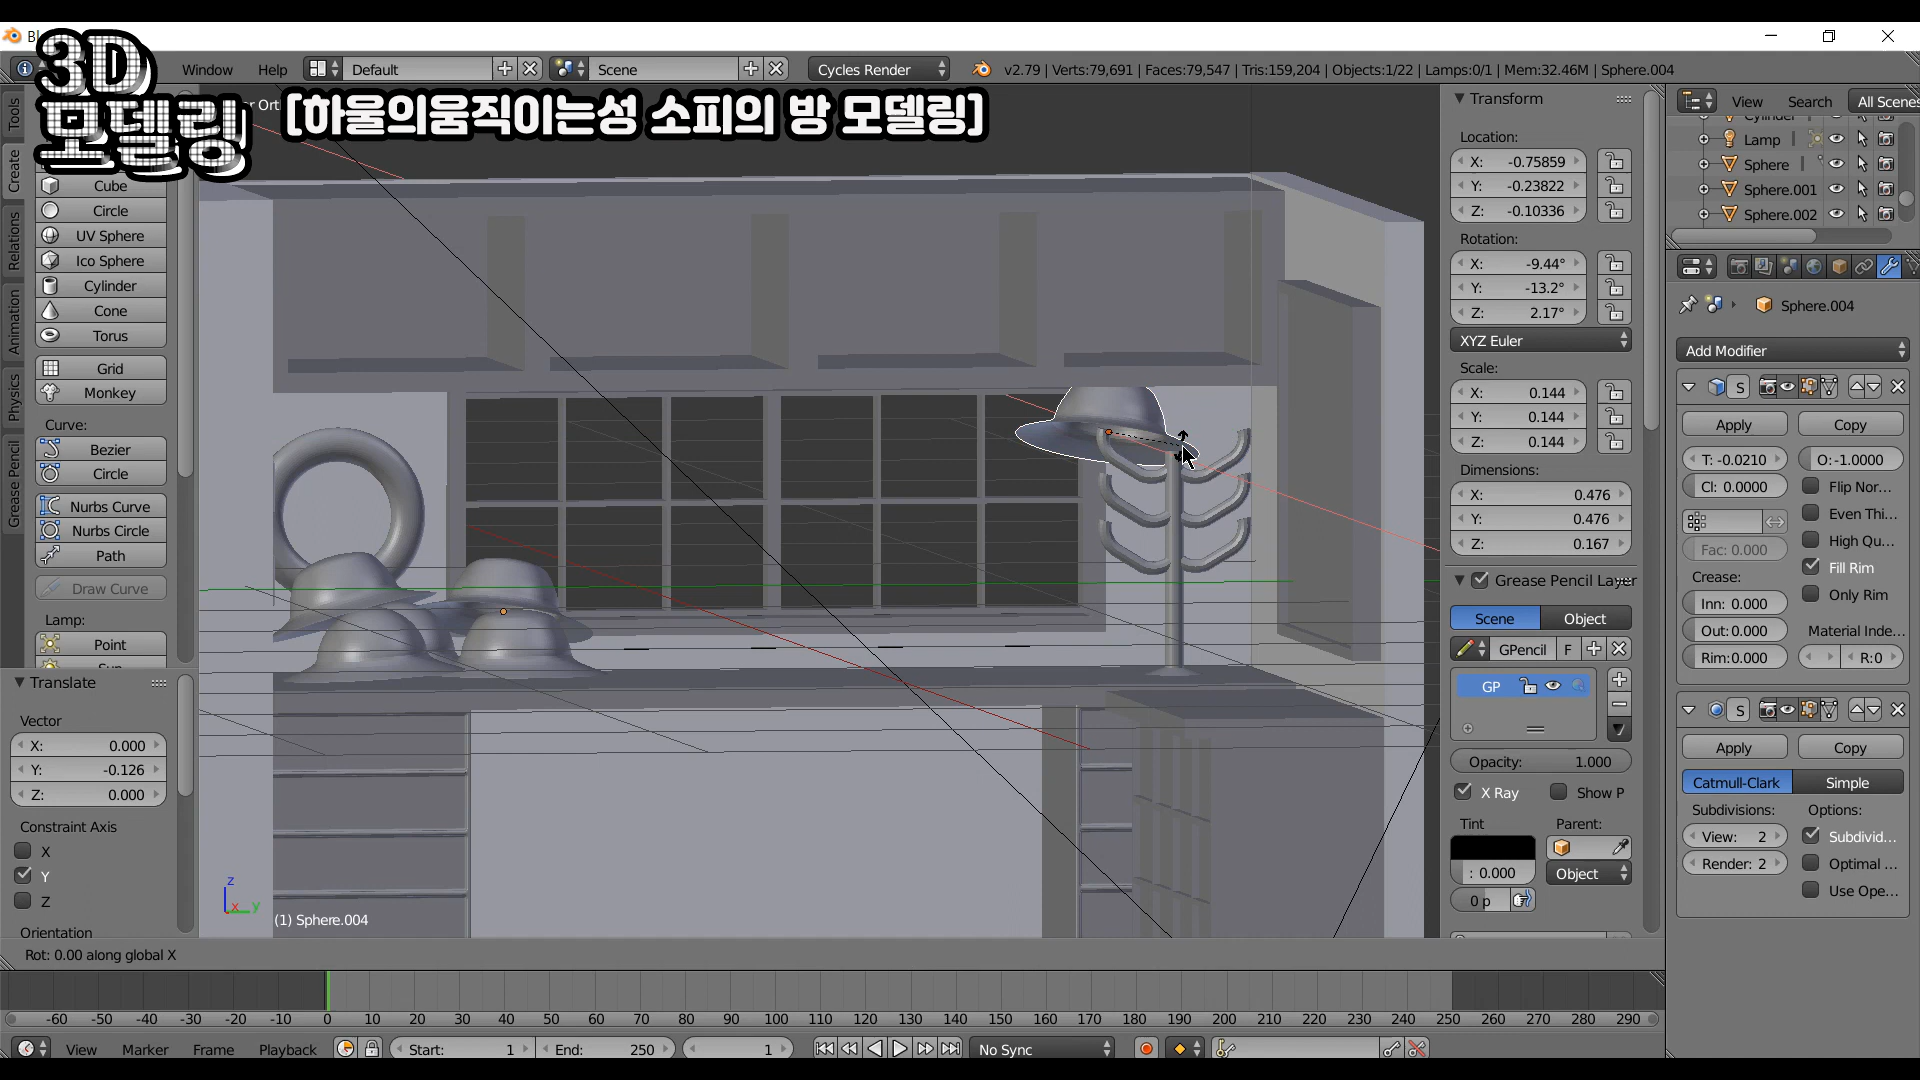 3D
모델링
[하울의움직이는성 소피의 방 모델링]
Bl
Window
Help
Default
Scene
Cycles Render
v2.79 | Verts:79,691 | Faces:79,547 | Tris:159,204 | Objects:1/22 | Lamps:0/1 | Mem:32.46M | Sphere.004
Tools
Create
Relations
Animation
Physics
Grease Pencil
Cube
Circle
UV Sphere
Ico Sphere
Cylinder
Cone
Torus
Grid
Monkey
Curve:
Bezier
Circle
Nurbs Curve
Nurbs Circle
Path
Draw Curve
Lamp:
Point
Sun
Translate
Vector
X: 0.000
Y: -0.126
Z: 0.000
Constraint Axis
X
Y
Z
Orientation
z
x y
(1) Sphere.004
Rot: 0.00 along global X
Transform
Location:
X: -0.75859
Y: -0.23822
Z: -0.10336
Rotation:
X: -9.44°
Y: -13.2°
Z: 2.17°
XYZ Euler
Scale:
X: 0.144
Y: 0.144
Z: 0.144
Dimensions:
X: 0.476
Y: 0.476
Z: 0.167
Grease Pencil Layer
Scene
Object
GPencil
F
GP
Opacity: 1.000
X Ray
Show P
Tint
Parent:
: 0.000
Object
0 p
View
Search
All Scenes
Cylinder
Lamp
Sphere
Sphere.001
Sphere.002
Sphere.004
Add Modifier
S
Apply
Copy
T: -0.0210
O:-1.0000
Cl: 0.0000
Flip Nor...
Even Thi...
High Qu...
Fac: 0.000
Fill Rim
Crease:
Only Rim
Inn: 0.000
Out:0.000
Material Inde...
Rim:0.000
R:0
S
Apply
Copy
Catmull-Clark
Simple
Subdivisions:
Options:
View: 2
Subdivid...
Render: 2
Optimal ...
Use Ope...
-60 -50 -40 -30 -20 -10 0 10 20 30 40 50 60 70 80 90 100 110 120 130 140 150 160 170 180 190 200 210 220 230 240 250 260 270 280 290
View
Marker
Frame
Playback
Start: 1
End: 250
1
No Sync